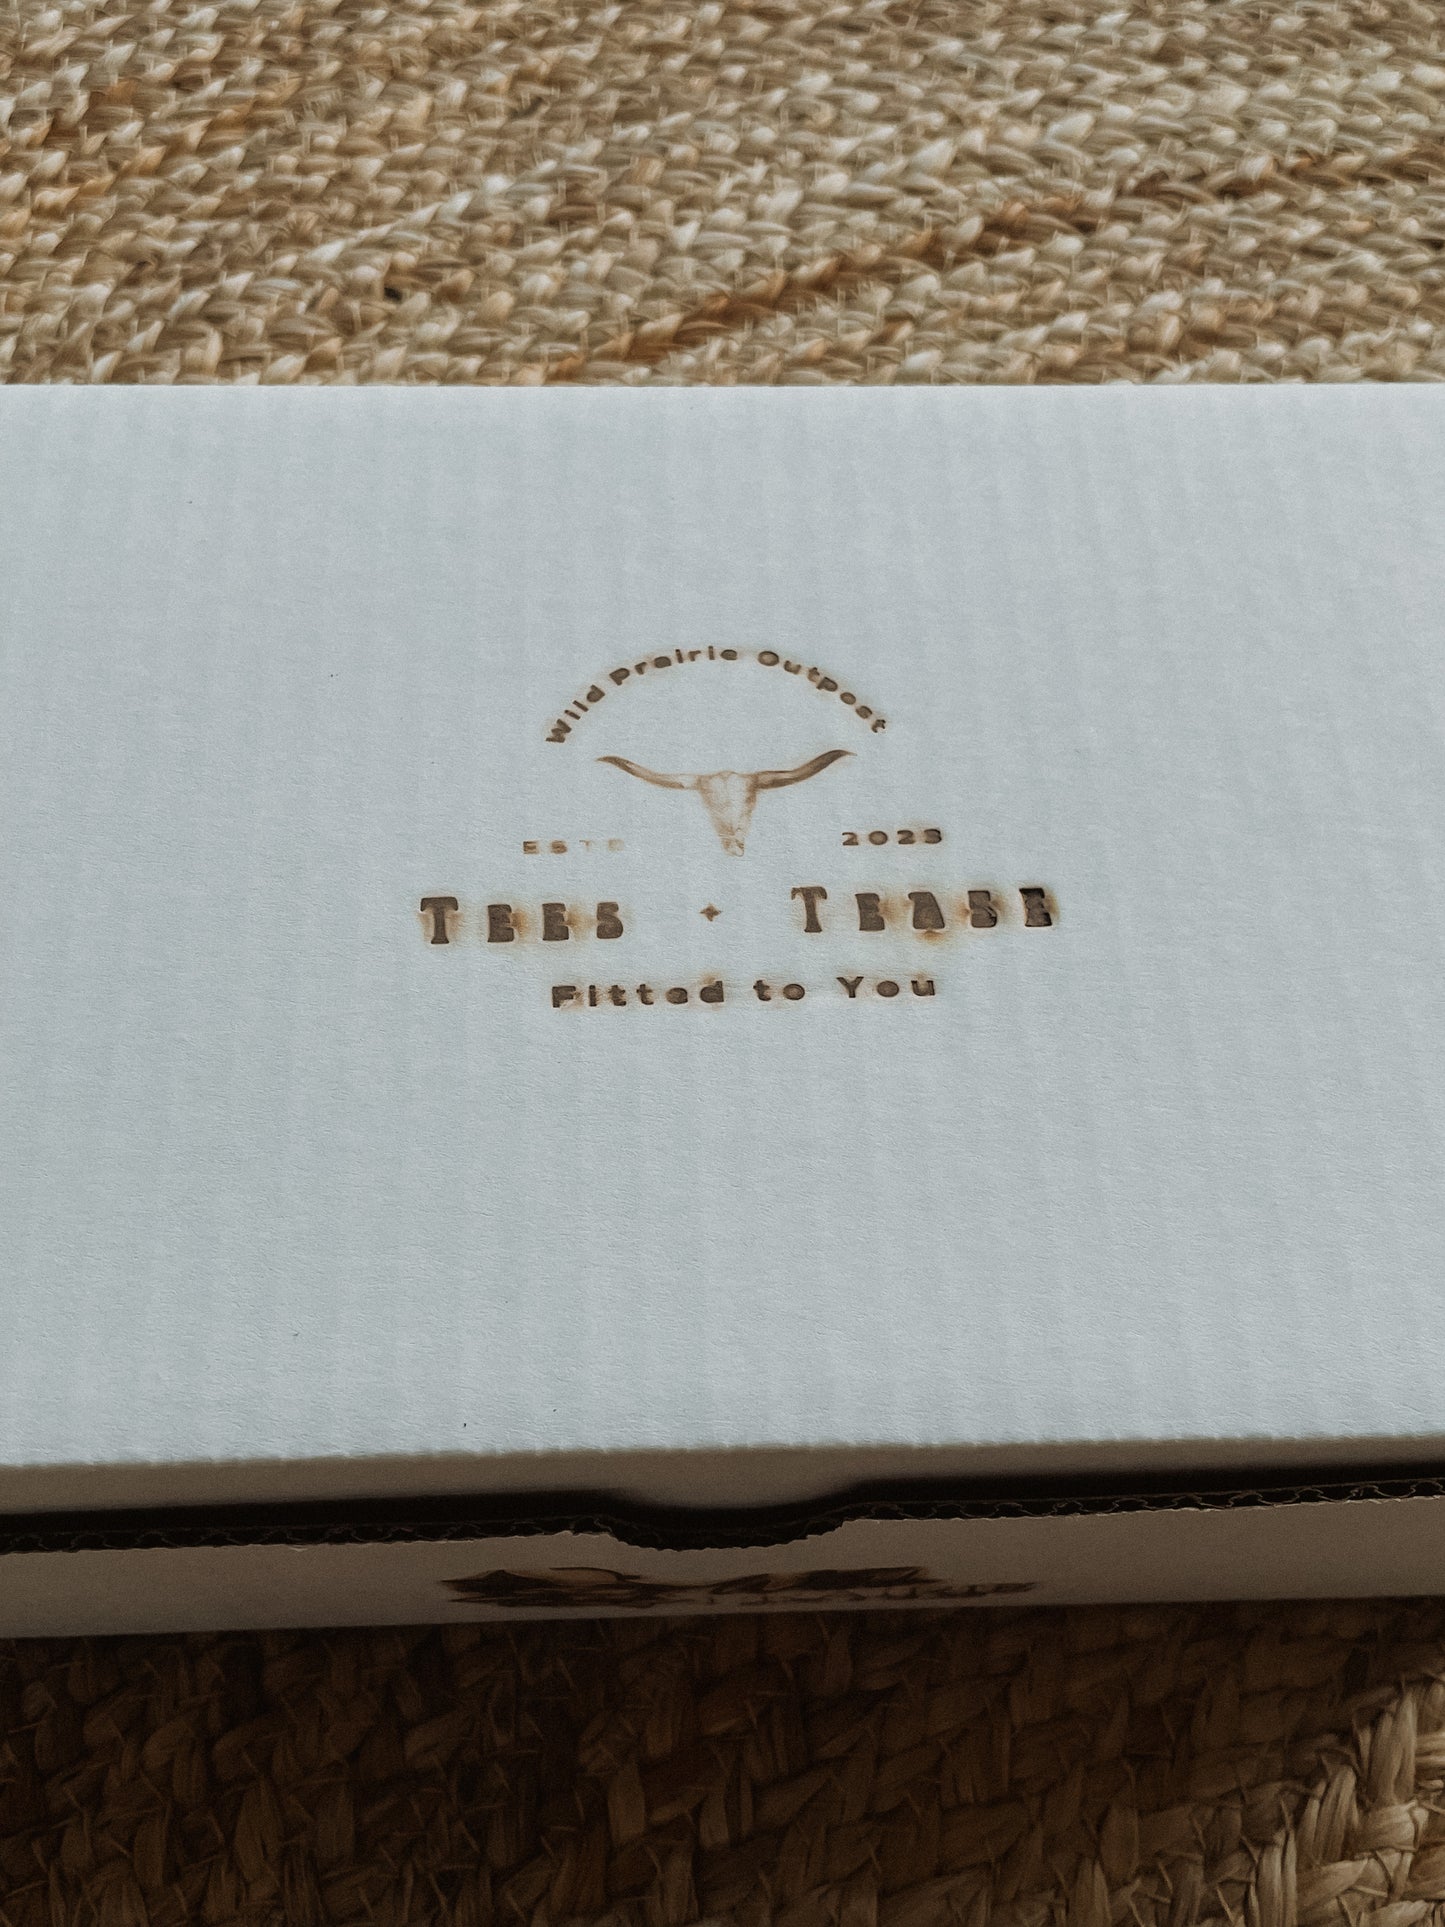 Wild Prairie Outpost
ESTD 2023
TEES TEASE
Fitted to You